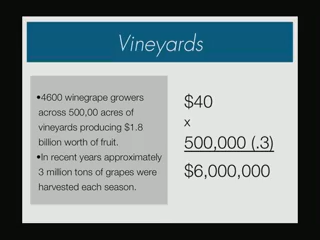 Vineyards
•4600 winegrape growers
across 500,00 acres of
vineyards producing $1.8
billion worth of fruit.
•In recent years approximately
3 million tons of grapes were
harvested each season.
$40
x
500,000 (.3)
$6,000,000